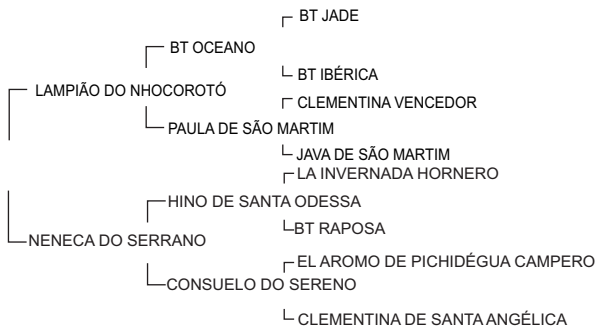 BT JADE
BT OCEANO
BT IBÉRICA
LAMPIÃO DO NHOCOROTÓ
CLEMENTINA VENCEDOR
PAULA DE SÃO MARTIM
JAVA DE SÃO MARTIM
LA INVERNADA HORNERO
HINO DE SANTA ODESSA
BT RAPOSA
NENECA DO SERRANO
EL AROMO DE PICHIDÉGUA CAMPERO
CONSUELO DO SERENO
CLEMENTINA DE SANTA ANGÉLICA